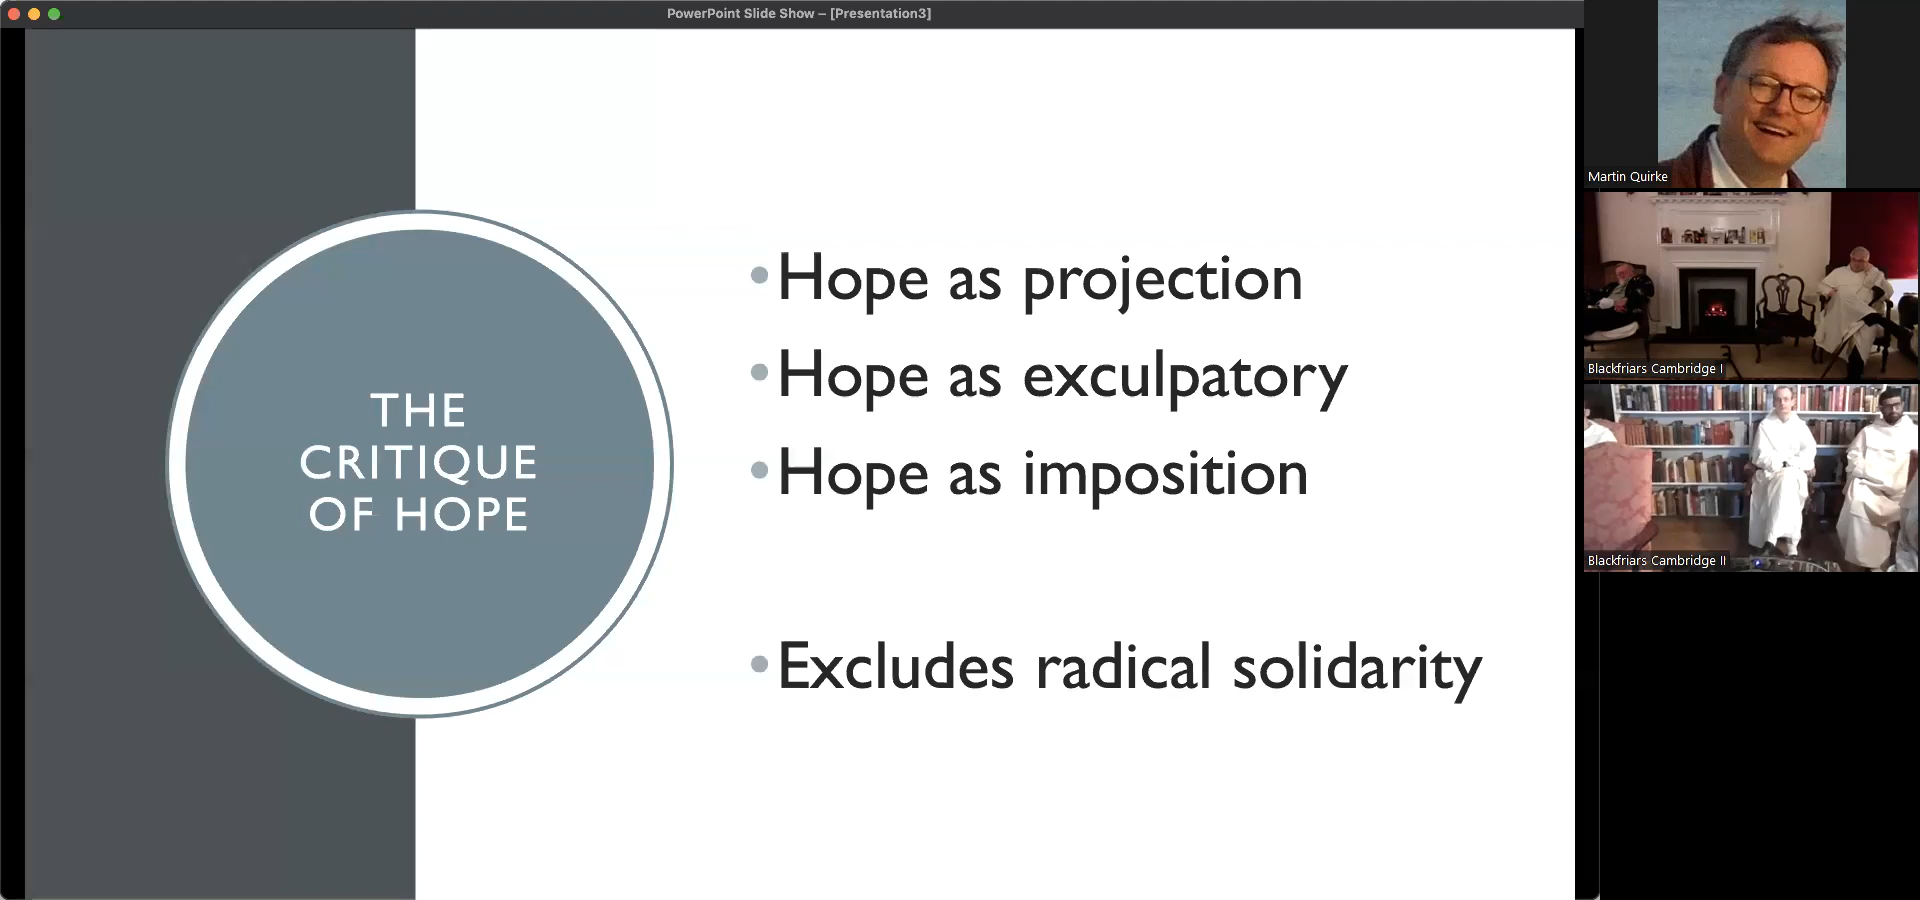 PowerPoint Slide Show – [Presentation3]
THE
CRITIQUE
OF HOPE
•Hope as projection
•Hope as exculpatory
•Hope as imposition
•Excludes radical solidarity
Martin Quirke
Blackfriars Cambridge I
Blackfriars Cambridge II